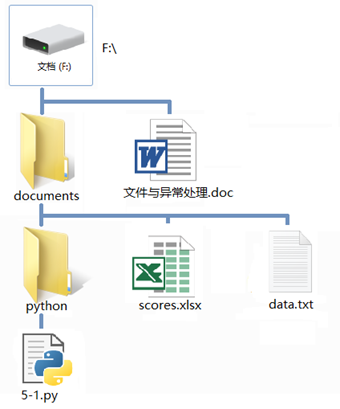 文档 (F:)
F:\
documents
文件与异常处理.doc
python
scores.xlsx
data.txt
5-1.py